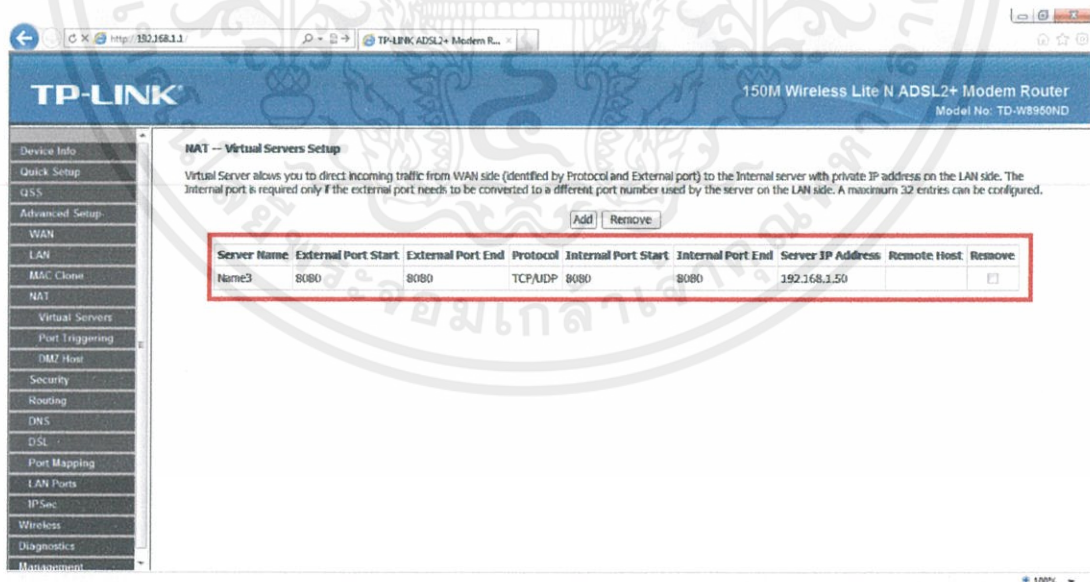 http://192.168.1.1/
TP-LINK ADSL2+ Modem R...
TP-LINK
150M Wireless Lite N ADSL2+ Modem Router
Model No: TD-W8950ND
Device Info
Quick Setup
QSS
Advanced Setup
WAN
LAN
MAC Clone
NAT
Virtual Servers
Port Triggering
DMZ Host
Security
Routing
DNS
DSL
Port Mapping
LAN Ports
IPSec
Wireless
Diagnostics
Management
NAT -- Virtual Servers Setup
Virtual Server allows you to direct incoming traffic from WAN side (identified by Protocol and External port) to the Internal server with private IP address on the LAN side. The
Internal port is required only if the external port needs to be converted to a different port number used by the server on the LAN side. A maximum 32 entries can be configured.
Add Remove
Server Name External Port Start External Port End Protocol Internal Port Start Internal Port End Server IP Address Remote Host Remove
Name3 8080 8080 TCP/UDP 8080 8080 192.168.1.50
100%